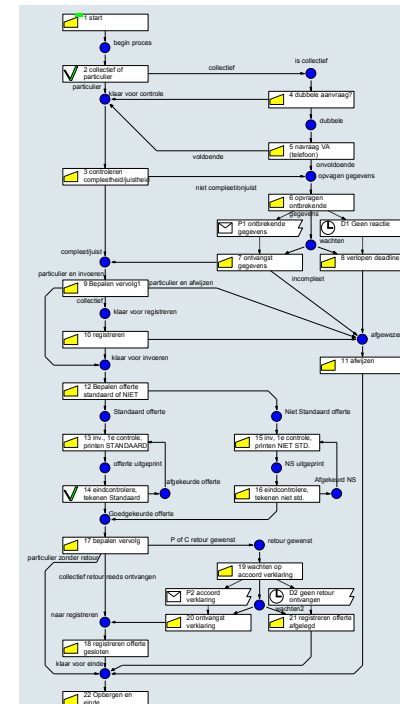 1 start
begin proces
2 collectief of
particulier
collectief
is collectief
particulier
klaar voor controle
4 dubbele aanvraag?
dubbele
5 navraag VA
(telefoon)
voldoende
onvoldoende
3 controleren
compleetheid/juistheid
opvagen gegevens
niet compleet/onjuist
6 opvragen
ontbrekende
gegevens
P1 ontbrekende
gegevens
D1 Geen reactie
wachten
compleet/juist
7 ontvangst
gegevens
8 verlopen deadline
particulier en invoeren
incompleet
9 Bepalen vervolg1
particulier en afwijzen
collectief
klaar voor registreren
10 registreren
afgewezen
klaar voor invoeren
11 afwijzen
12 Bepalen offerte
standaard of NIET
Standaard offerte
Niet Standaard offerte
13 inv., 1e controle,
printen STANDAARD
15 inv, 1e controle,
printen NIET STD.
offerte uitgeprint
NS uitgeprint
afgekeurde offerte
Afgekeurd NS
14 eindcontrolere,
tekenen Standaard
16 eindcontrolere,
tekenen niet std.
Goedgekeurde offerte
17 bepalen vervolg
P of C retour gewenst
retour gewenst
particulier zonder retour
19 wachten op
accoord verklaring
collectief retour reeds ontvangen
P2 accoord
verklaring
D2 geen retour
ontvangen
naar registreren
wachten2
20 ontvangst
verklaring
21 registreren offerte
afgelegd
18 registreren offerte
gesloten
klaar voor einde
22 Opbergen en
einde